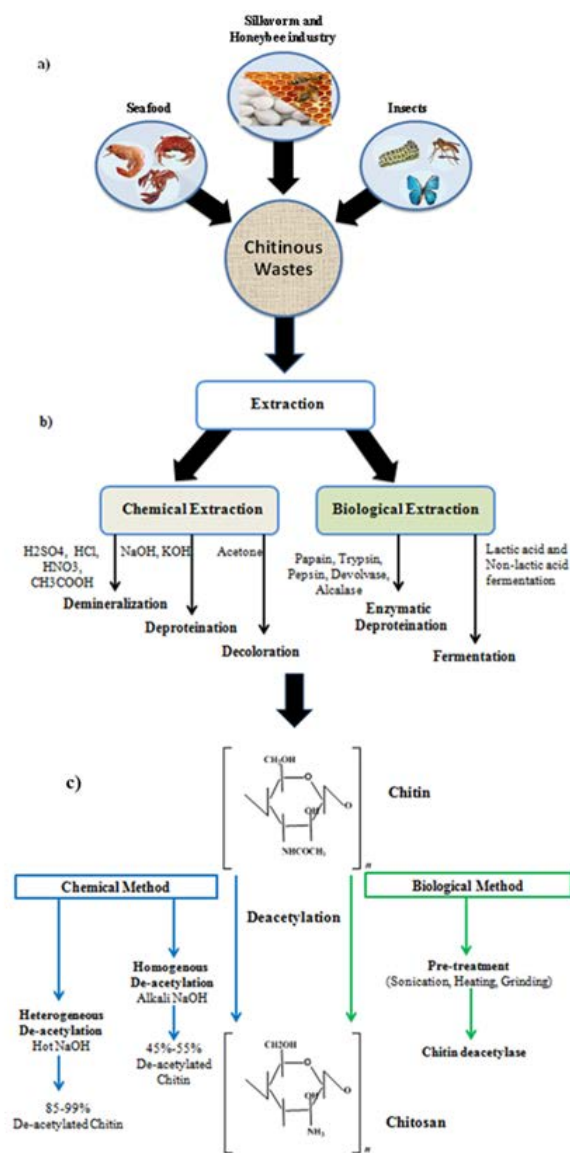 Silkworm and
Honeybee industry
a)
Seafood
Insects
Chitinous
Wastes
Extraction
b)
Chemical Extraction
Biological Extraction
H2SO4, HCl,
HNO3,
CH3COOH
NaOH, KOH
Acetone
Papain, Trypsin,
Pepsin, Devolvase,
Alcalase
Lactic acid and
Non-lactic acid
fermentation
Demineralization
Deproteination
Decoloration
Enzymatic
Deproteination
Fermentation
c)
CH2OH
O
OH
O
NHCOCH3
n
Chitin
Chemical Method
Deacetylation
Biological Method
Homogenous
De-acetylation
Alkali NaOH
Heterogeneous
De-acetylation
Hot NaOH
45%-55%
De-acetylated
Chitin
85-99%
De-acetylated Chitin
Pre-treatment
(Sonication, Heating, Grinding)
Chitin deacetylase
CH2OH
O
OH
O
NH2
n
Chitosan